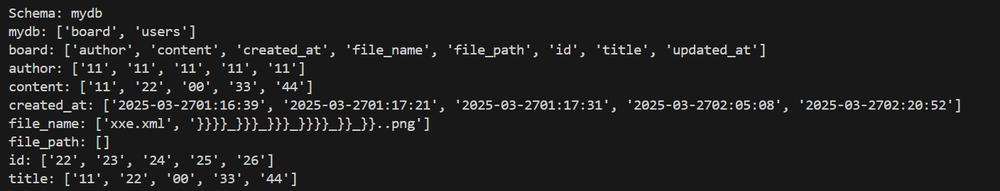 Schema: mydb
mydb: ['board', 'users']
board: ['author', 'content', 'created_at', 'file_name', 'file_path', 'id', 'title', 'updated_at']
author: ['11', '11', '11', '11', '11']
content: ['11', '22', '00', '33', '44']
created_at: ['2025-03-2701:16:39', '2025-03-2701:17:21', '2025-03-2701:17:31', '2025-03-2702:05:08', '2025-03-2702:20:52']
file_name: ['xxe.xml', '}}}}_}}}_}}}_}}}}_}}_}}..png']
file_path: []
id: ['22', '23', '24', '25', '26']
title: ['11', '22', '00', '33', '44']